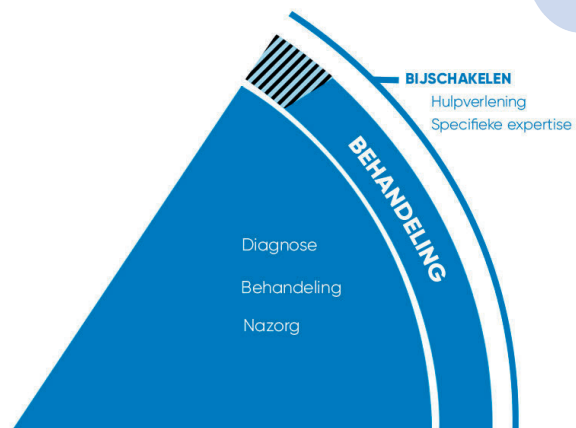 BIJSCHAKELEN
Hulpverlening
Specifieke expertise
BEHANDELING
Diagnose
Behandeling
Nazorg